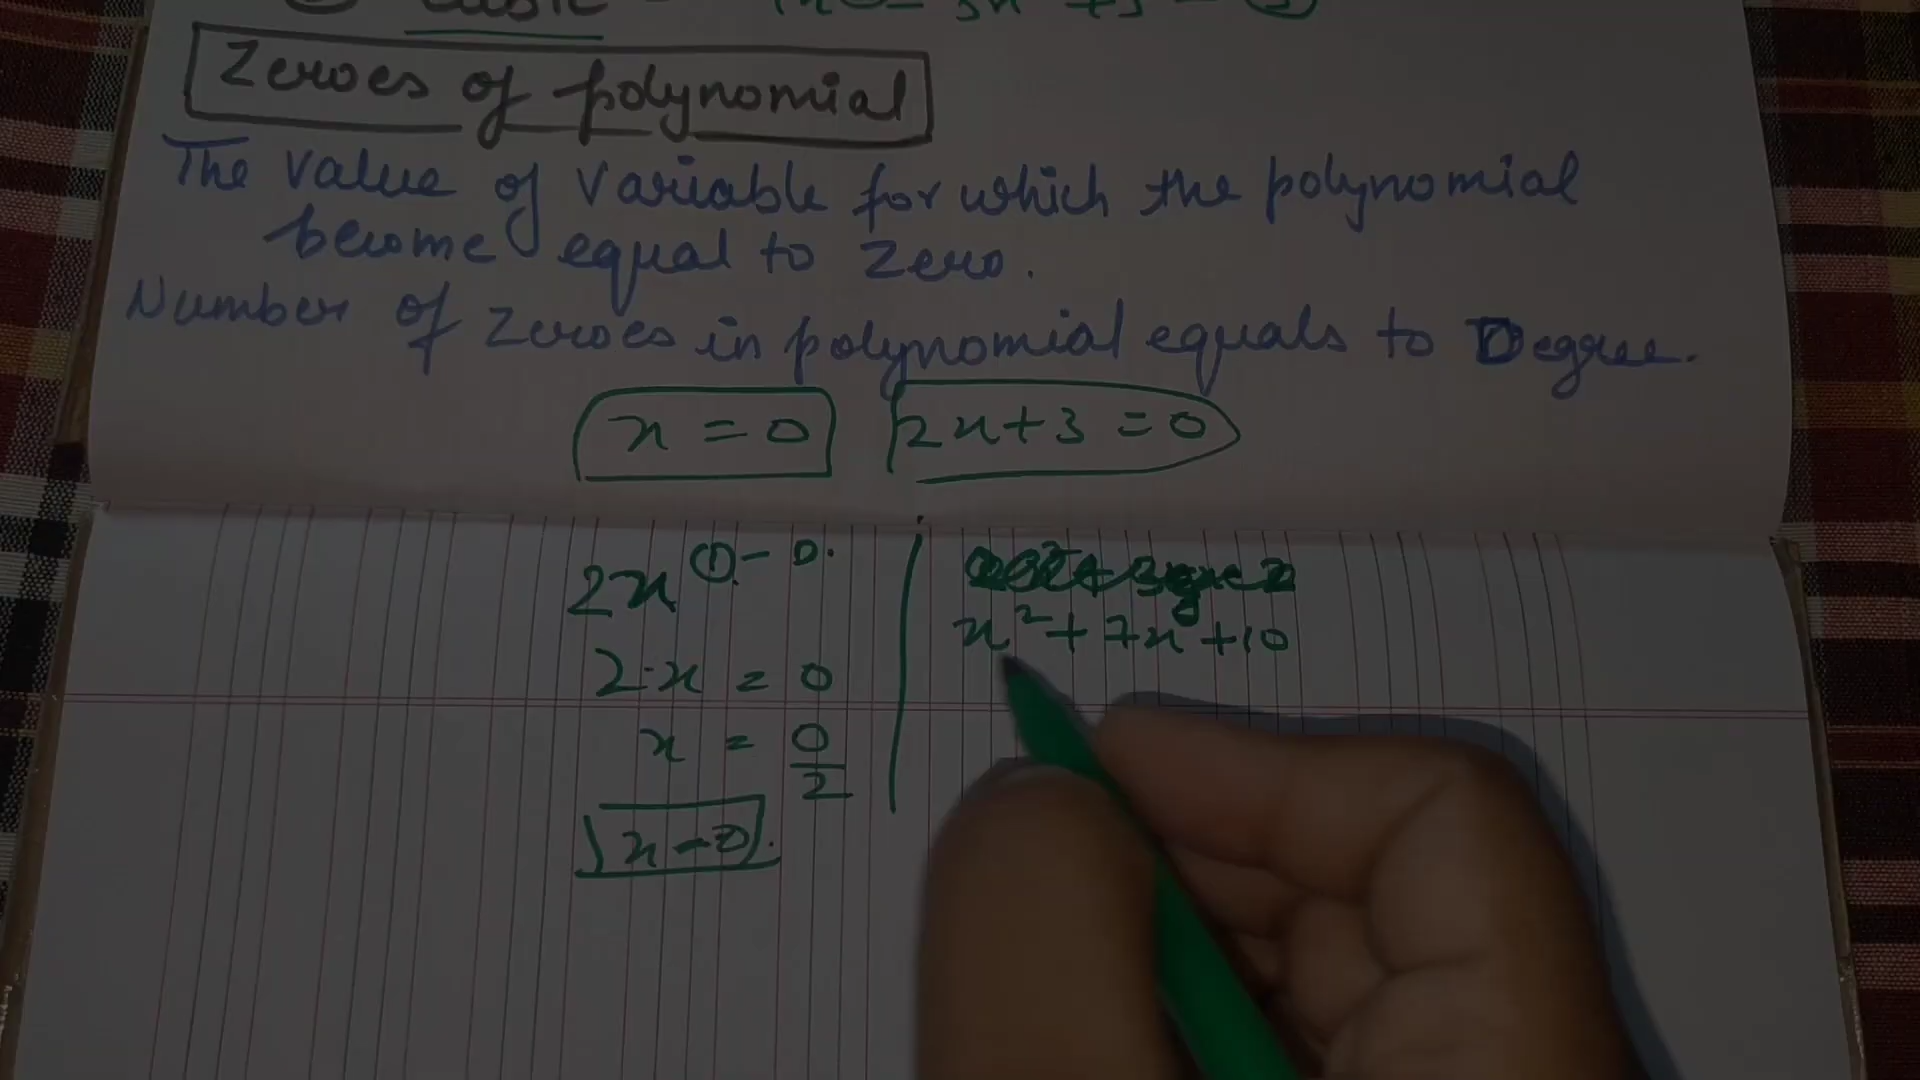 Zeroes of polynomial
The value of variable for which the polynomial
become equal to zero.
Number of zeroes in polynomial equals to Degree.
x = 0
2x+3 = 0
2x ① - D.
2·x = 0
x = 0/2
x = 0
x² + 7x + 10